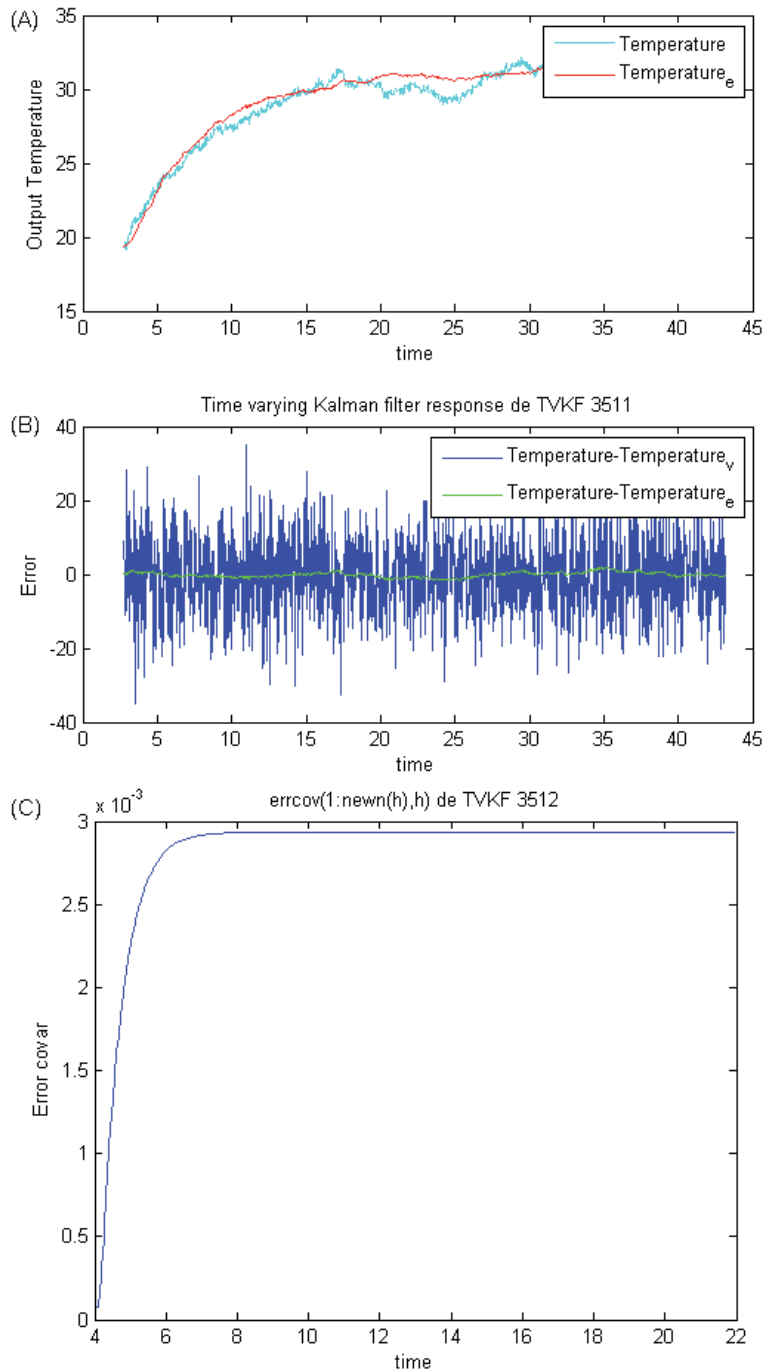 (A)
35
30
25
20
15
Output Temperature
Temperature
Temperature_e
0 5 10 15 20 25 30 35 40 45
time
Time varying Kalman filter response de TVKF 3511
(B)
40
20
0
-20
-40
Error
Temperature-Temperature_v
Temperature-Temperature_e
0 5 10 15 20 25 30 35 40 45
time
(C)
x 10^-3
errcov(1:newn(h),h) de TVKF 3512
3
2.5
2
1.5
1
0.5
0
Error covar
4 6 8 10 12 14 16 18 20 22
time